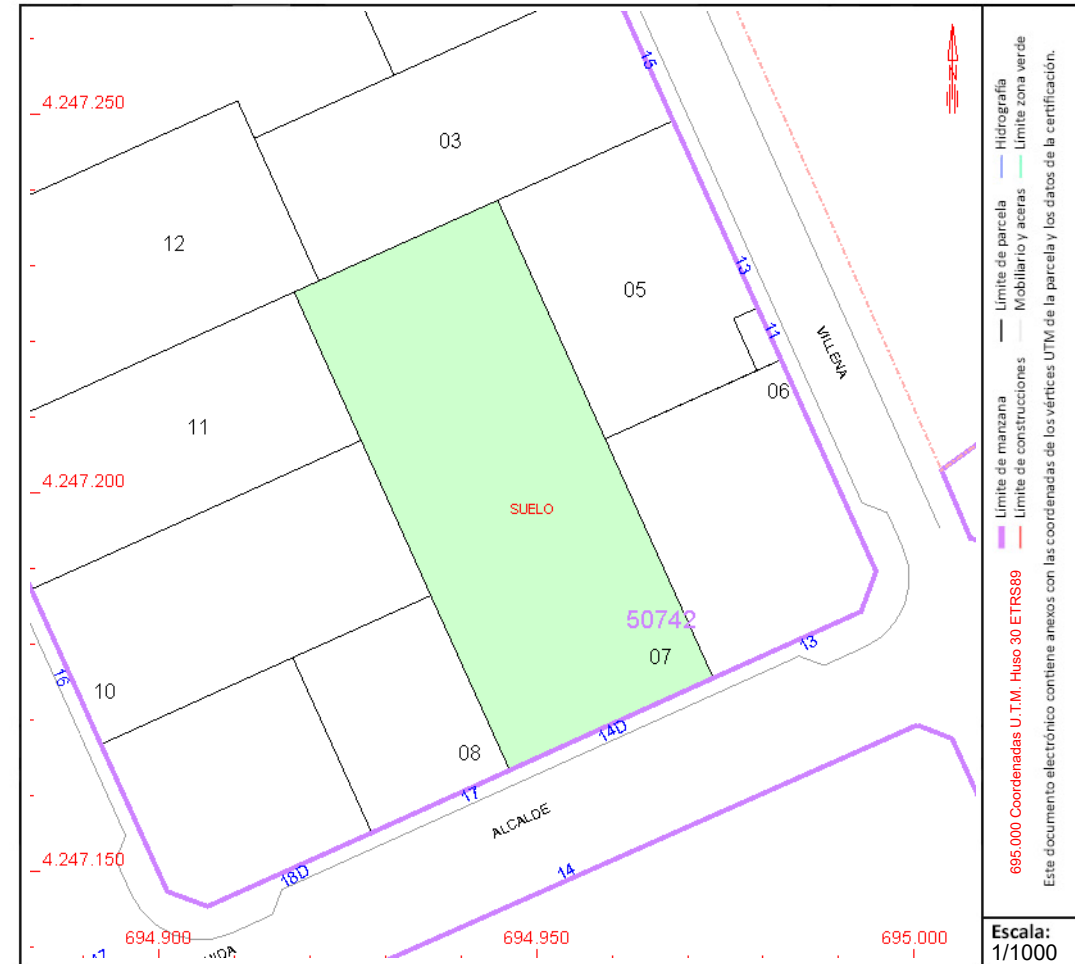 4.247.250
4.247.200
4.247.150
694.900
694.950
695.000
15
03
12
13
05
11
VILLENA
06
11
SUELO
50742
13
07
16
10
14D
08
17
ALCALDE
14
18D
17
N
Hidrografía
Límite zona verde
Límite de parcela
Mobiliario y aceras
Límite de manzana
Límite de construcciones
695.000 Coordenadas U.T.M. Huso 30 ETRS89
Este documento electrónico contiene anexos con las coordenadas de los vértices UTM de la parcela y los datos de la certificación.
Escala:
1/1000